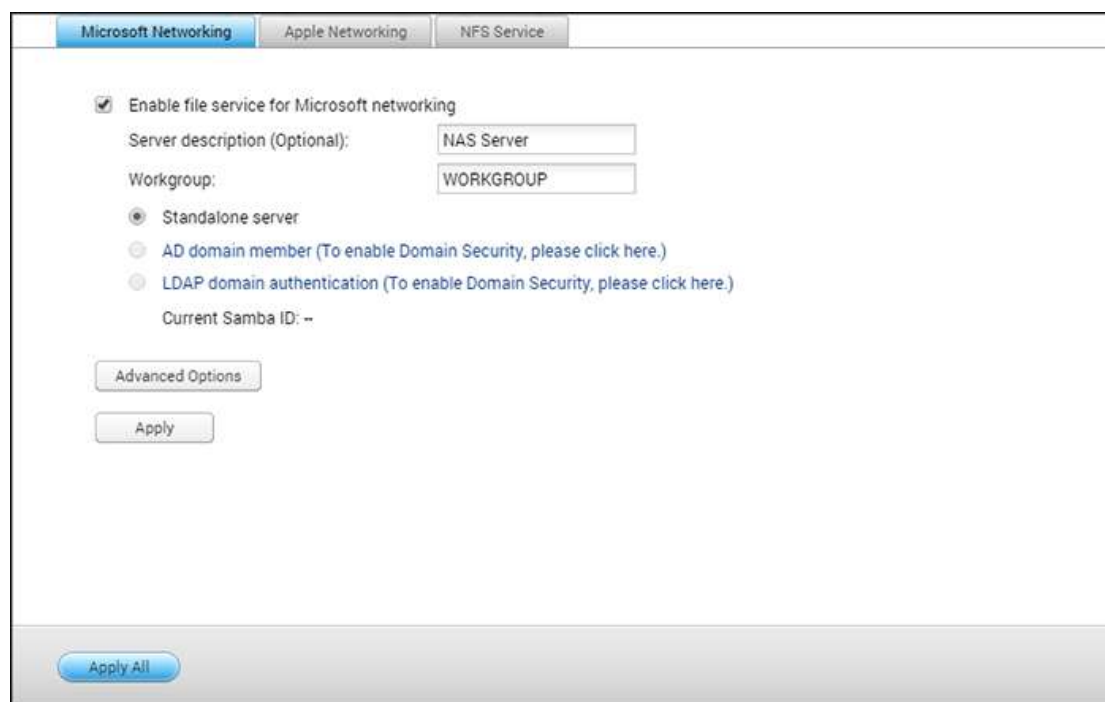 Microsoft Networking Apple Networking NFS Service
Enable file service for Microsoft networking
Server description (Optional): NAS Server
Workgroup: WORKGROUP
Standalone server
AD domain member (To enable Domain Security, please click here.)
LDAP domain authentication (To enable Domain Security, please click here.)
Current Samba ID: --
Advanced Options
Apply
Apply All